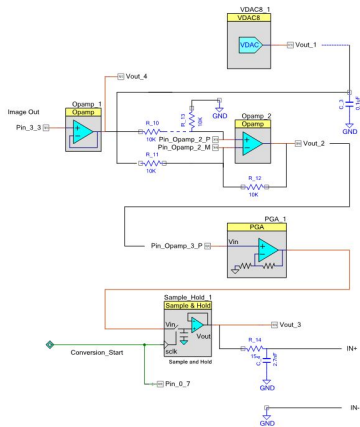 VDAC8_1
VDAC8
VDAC
Vout_1
Vout_4
Opamp_1
Opamp
Image Out
Pin_3_3
GND
R_13
10K
C_3
0.1uF
GND
R_10
10K
Pin_Opamp_2_P
Pin_Opamp_2_M
Opamp_2
Opamp
Vout_2
R_11
10K
R_12
10K
PGA_1
PGA
Pin_Opamp_3_P
Vin
Sample_Hold_1
Sample & Hold
Vin
Vout
sclk
Sample and Hold
Vout_3
R_14
15
2.7nF
GND
IN+
Conversion_Start
Pin_0_7
IN-
GND